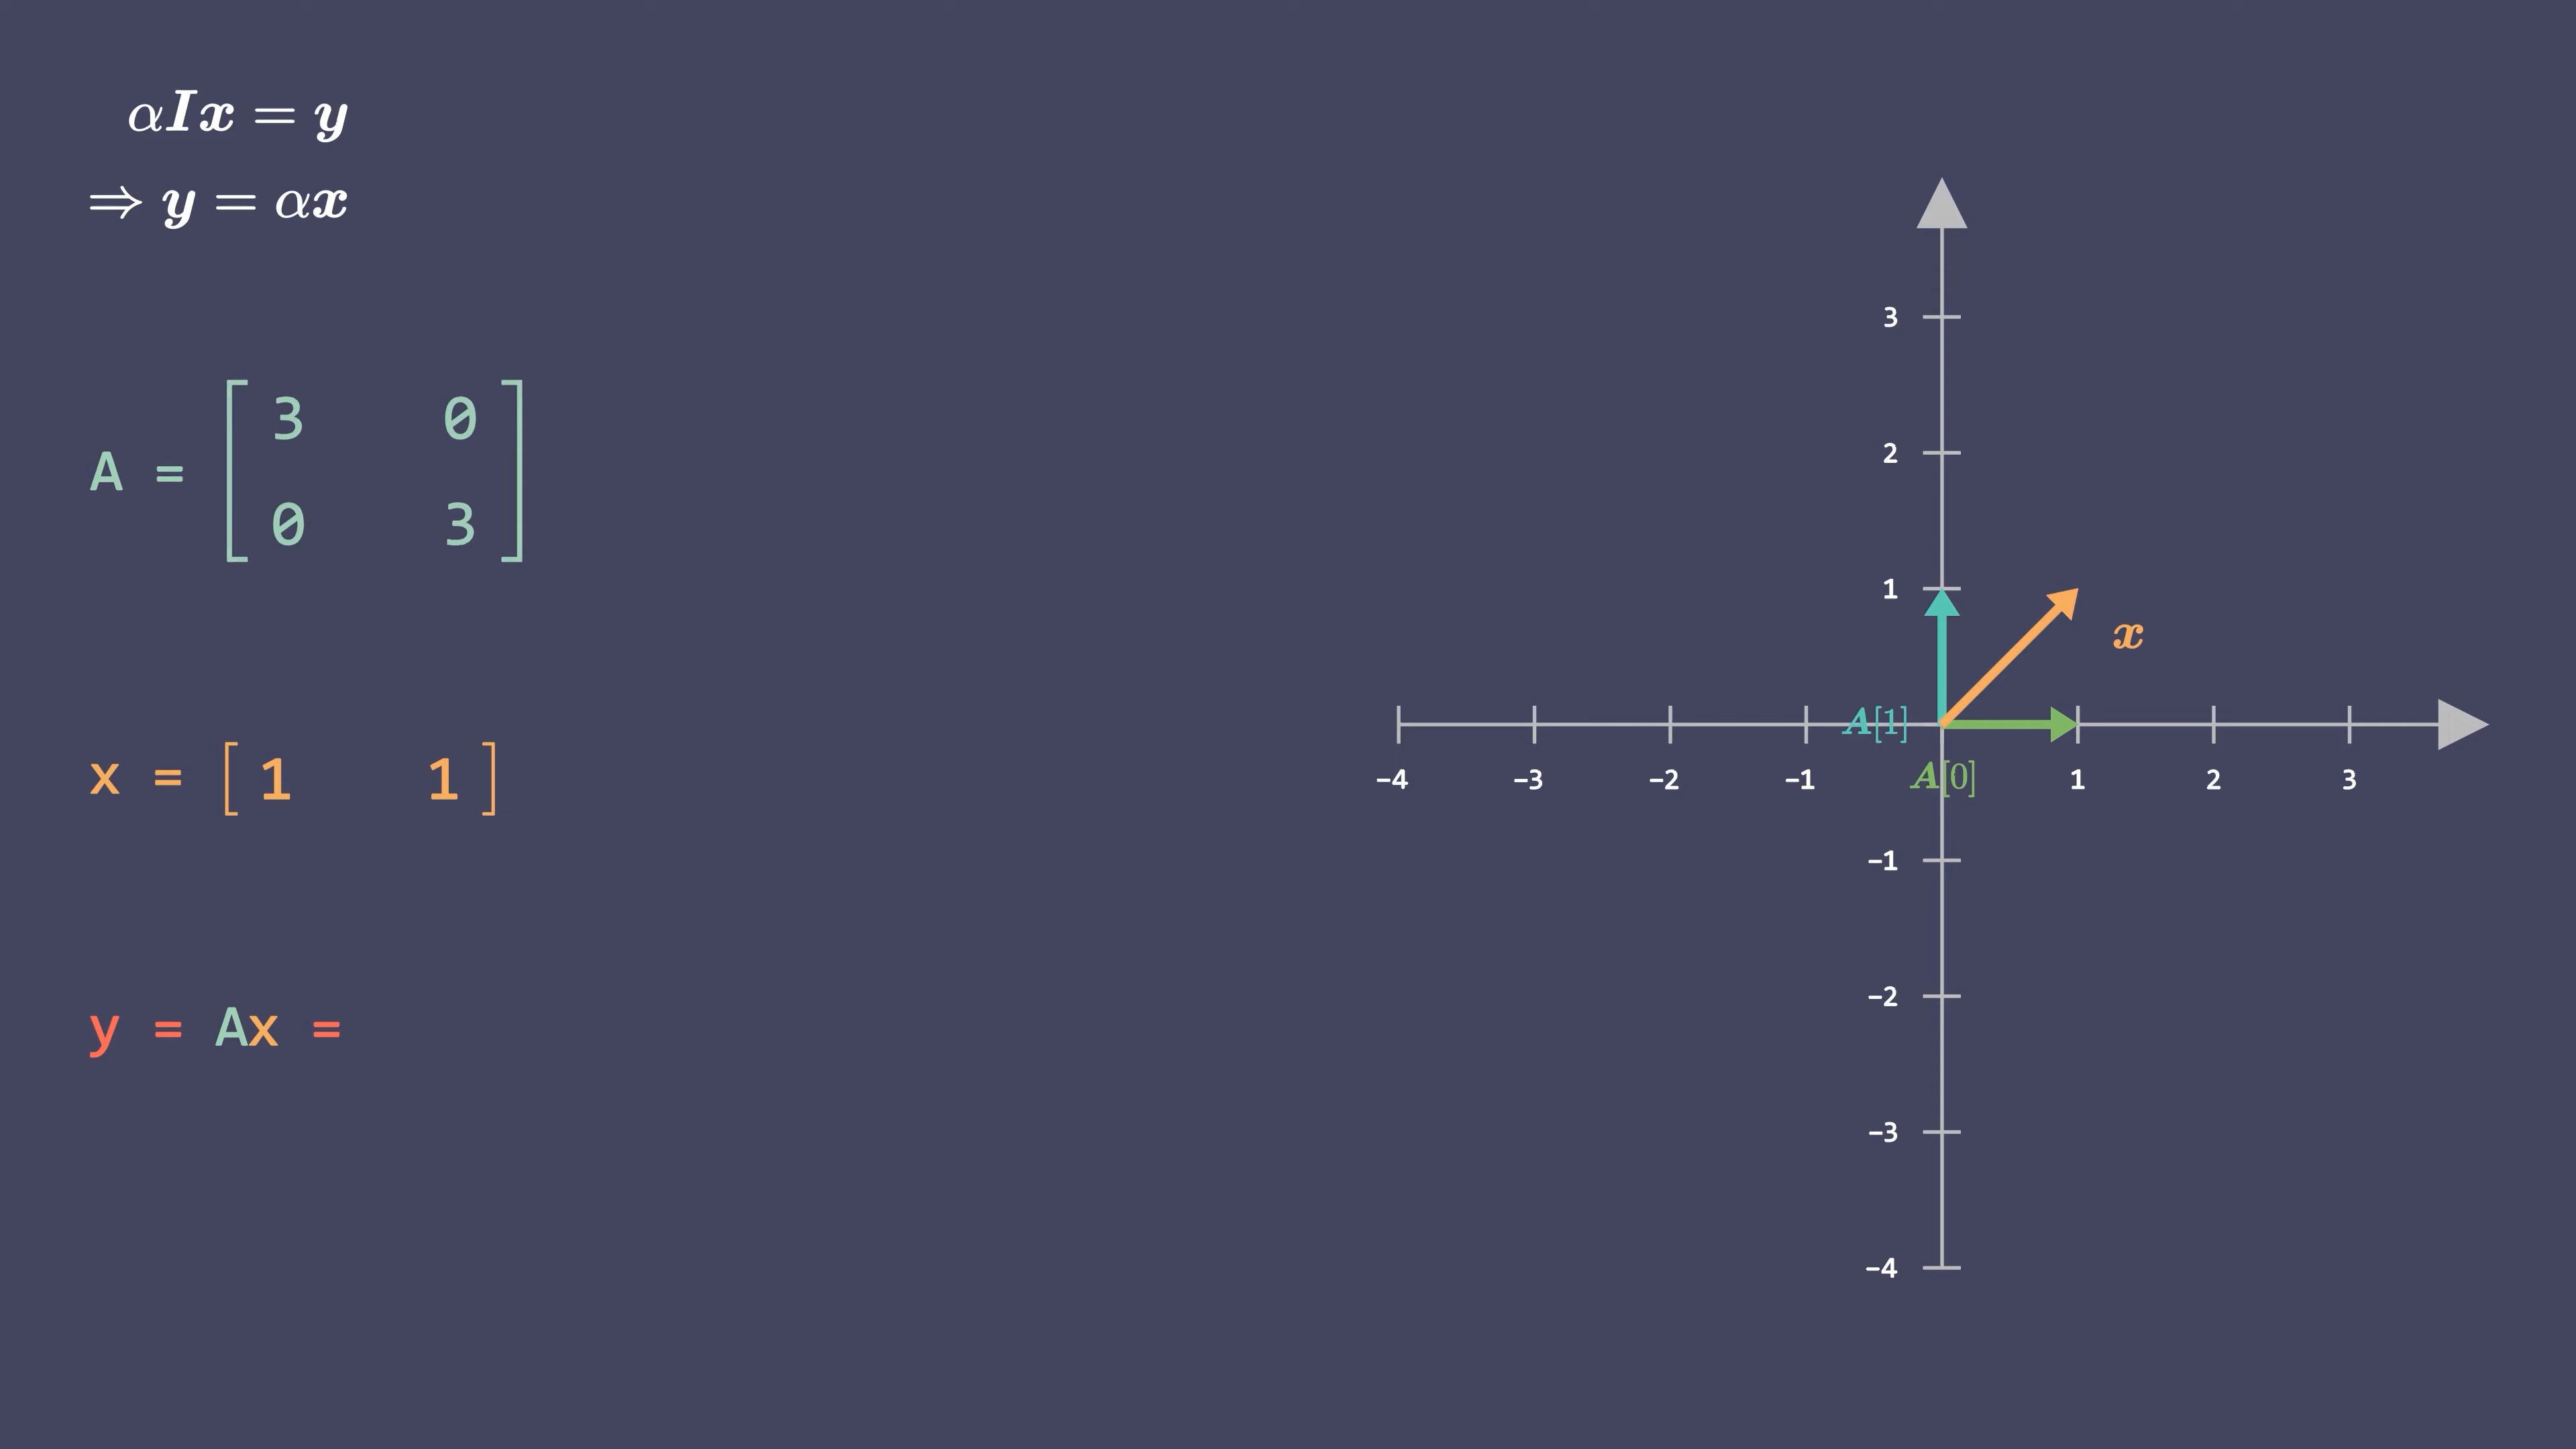 αIx = y
⇒ y = αx
A = [ 3 0
0 3 ]
x = [ 1 1 ]
y = Ax =
3
2
1
x
A[1]
-4 -3 -2 -1 A[0] 1 2 3
-1
-2
-3
-4